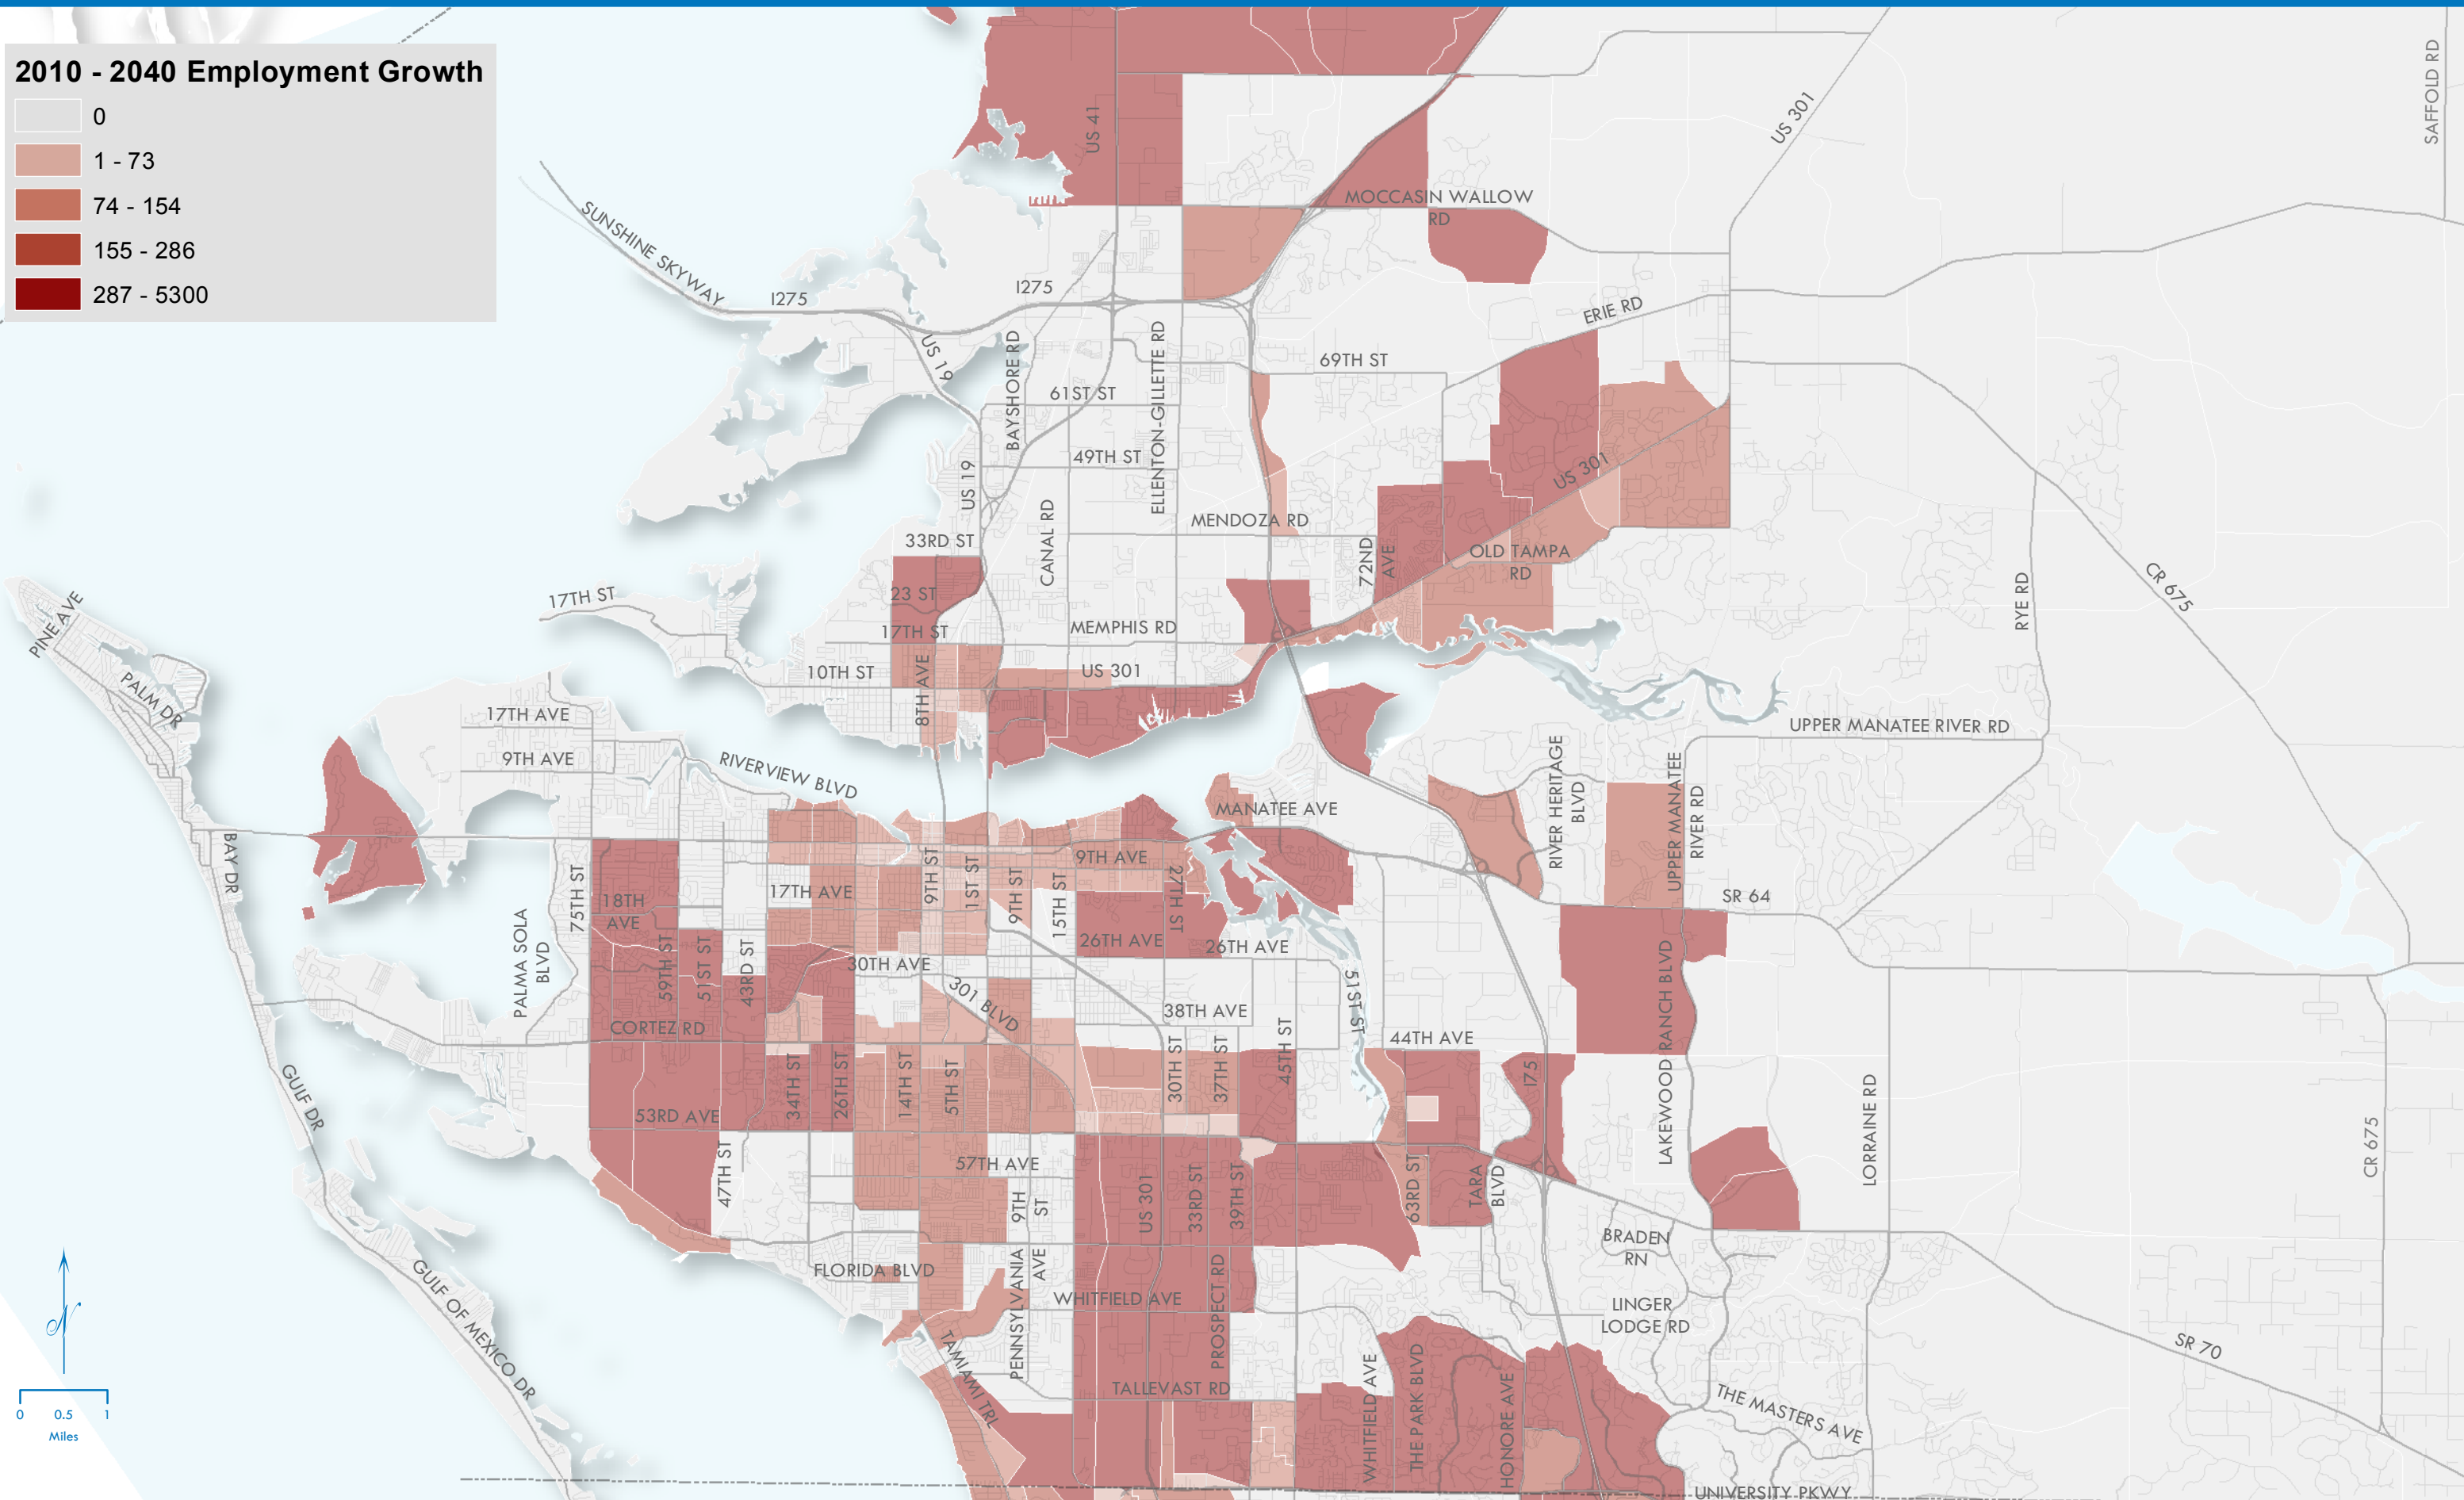 2010 - 2040 Employment Growth
0
1 - 73
74 - 154
155 - 286
287 - 5300
SAFFOLD RD
US 301
US 41
MOCCASIN WALLOW
RD
SUNSHINE SKYWAY
I275
I275
ERIE RD
US 19
BAYSHORE RD
ELLENTON-GILLETTE RD
69TH ST
61ST ST
49TH ST
US 19
US 301
CANAL RD
MENDOZA RD
33RD ST
72ND
AVE
OLD TAMPA
RD
23 ST
17TH ST
PINE AVE
17TH ST
MEMPHIS RD
RYE RD
CR 675
10TH ST
8TH AVE
US 301
PALM DR
17TH AVE
9TH AVE
RIVERVIEW BLVD
UPPER MANATEE RIVER RD
RIVER HERITAGE
BLVD
UPPER MANATEE
RIVER RD
MANATEE AVE
BAY DR
75TH ST
9TH AVE
17TH AVE
9TH ST
1ST ST
9TH ST
15TH ST
27TH ST
SR 64
18TH
AVE
PALMA SOLA
BLVD
59TH ST
51ST ST
43RD ST
26TH AVE
26TH AVE
30TH AVE
301 BLVD
38TH AVE
51ST ST
LAKEWOOD RANCH BLVD
CORTEZ RD
44TH AVE
45TH ST
30TH ST
37TH ST
34TH ST
26TH ST
14TH ST
5TH ST
I75
GULF DR
53RD AVE
LORRAINE RD
CR 675
47TH ST
57TH AVE
9TH
ST
US 301
33RD ST
39TH ST
63RD ST
TARA
BLVD
BRADEN
RN
FLORIDA BLVD
PENNSYLVANIA
AVE
WHITFIELD AVE
PROSPECT RD
LINGER
LODGE RD
GULF OF MEXICO DR
TAMIAMI TRL
TALLEVAST RD
WHITFIELD AVE
THE PARK BLVD
HONORE AVE
THE MASTERS AVE
SR 70
UNIVERSITY PKWY
N
0 0.5 1
Miles